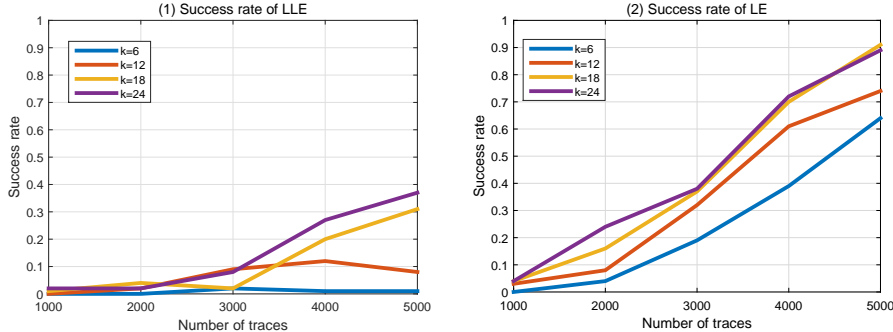 (1) Success rate of LLE
1
0.9
0.8
0.7
0.6
0.5
0.4
0.3
0.2
0.1
0
Success rate
k=6
k=12
k=18
k=24
1000 2000 3000 4000 5000
Number of traces
(2) Success rate of LE
1
0.9
0.8
0.7
0.6
0.5
0.4
0.3
0.2
0.1
0
Success rate
k=6
k=12
k=18
k=24
1000 2000 3000 4000 5000
Number of traces